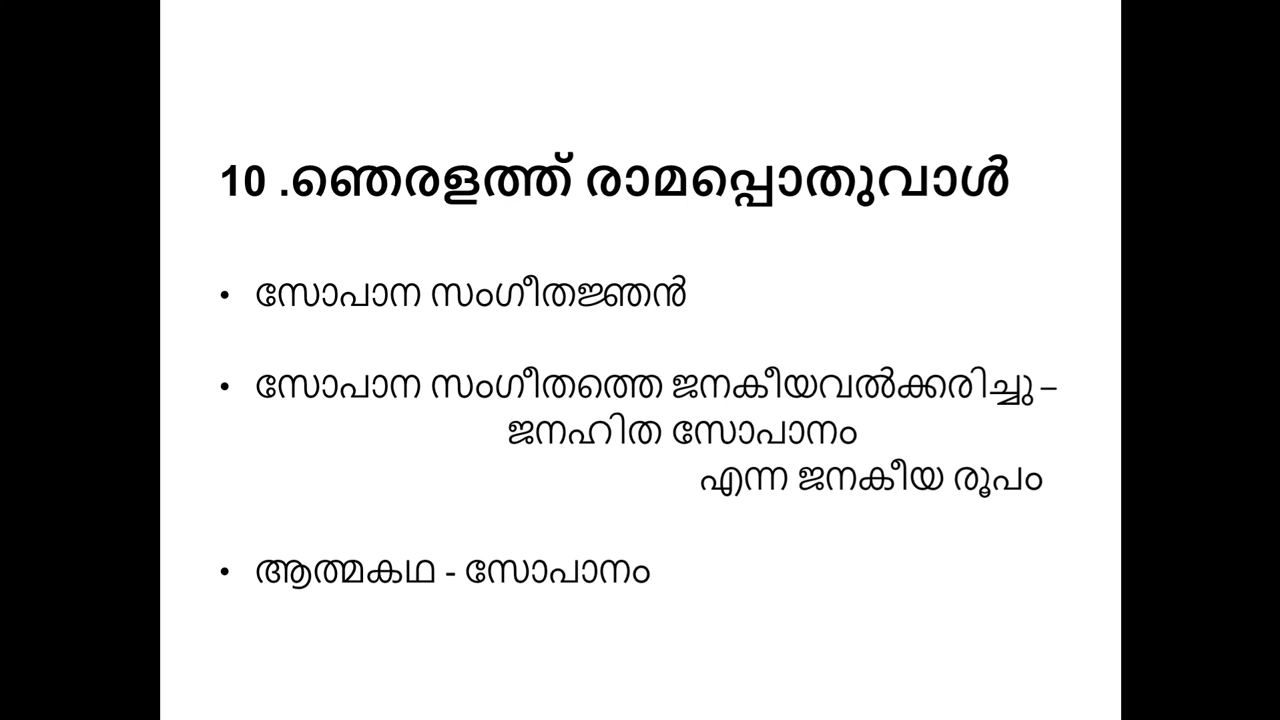 10 .ഞെരളത്ത് രാമപ്പൊതുവാൾ
• സോപാന സംഗീതജ്ഞൻ
• സോപാന സംഗീതത്തെ ജനകീയവൽക്കരിച്ചു –
ജനഹിത സോപാനം
എന്ന ജനകീയ രൂപം
• ആത്മകഥ - സോപാനം